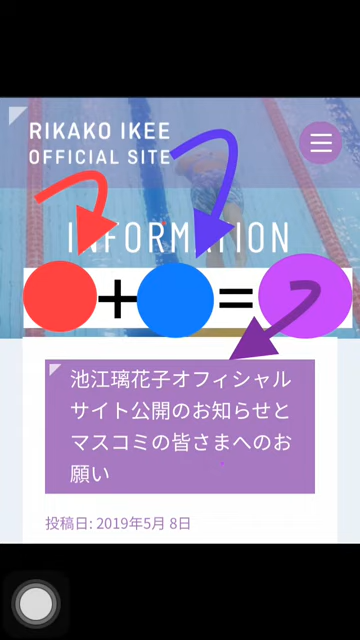 RIKAKO IKEE
OFFICIAL SITE
INFORMATION
+ =
池江璃花子オフィシャル
サイト公開のお知らせと
マスコミの皆さまへのお
願い
投稿日: 2019年5月 8日